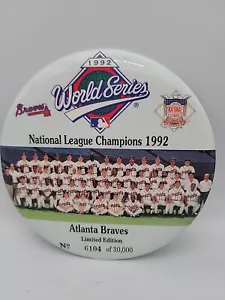 1992
World Series
Braves
National League Champions 1992
Atlanta Braves
Limited Edition
Nº 6104 of 30,000